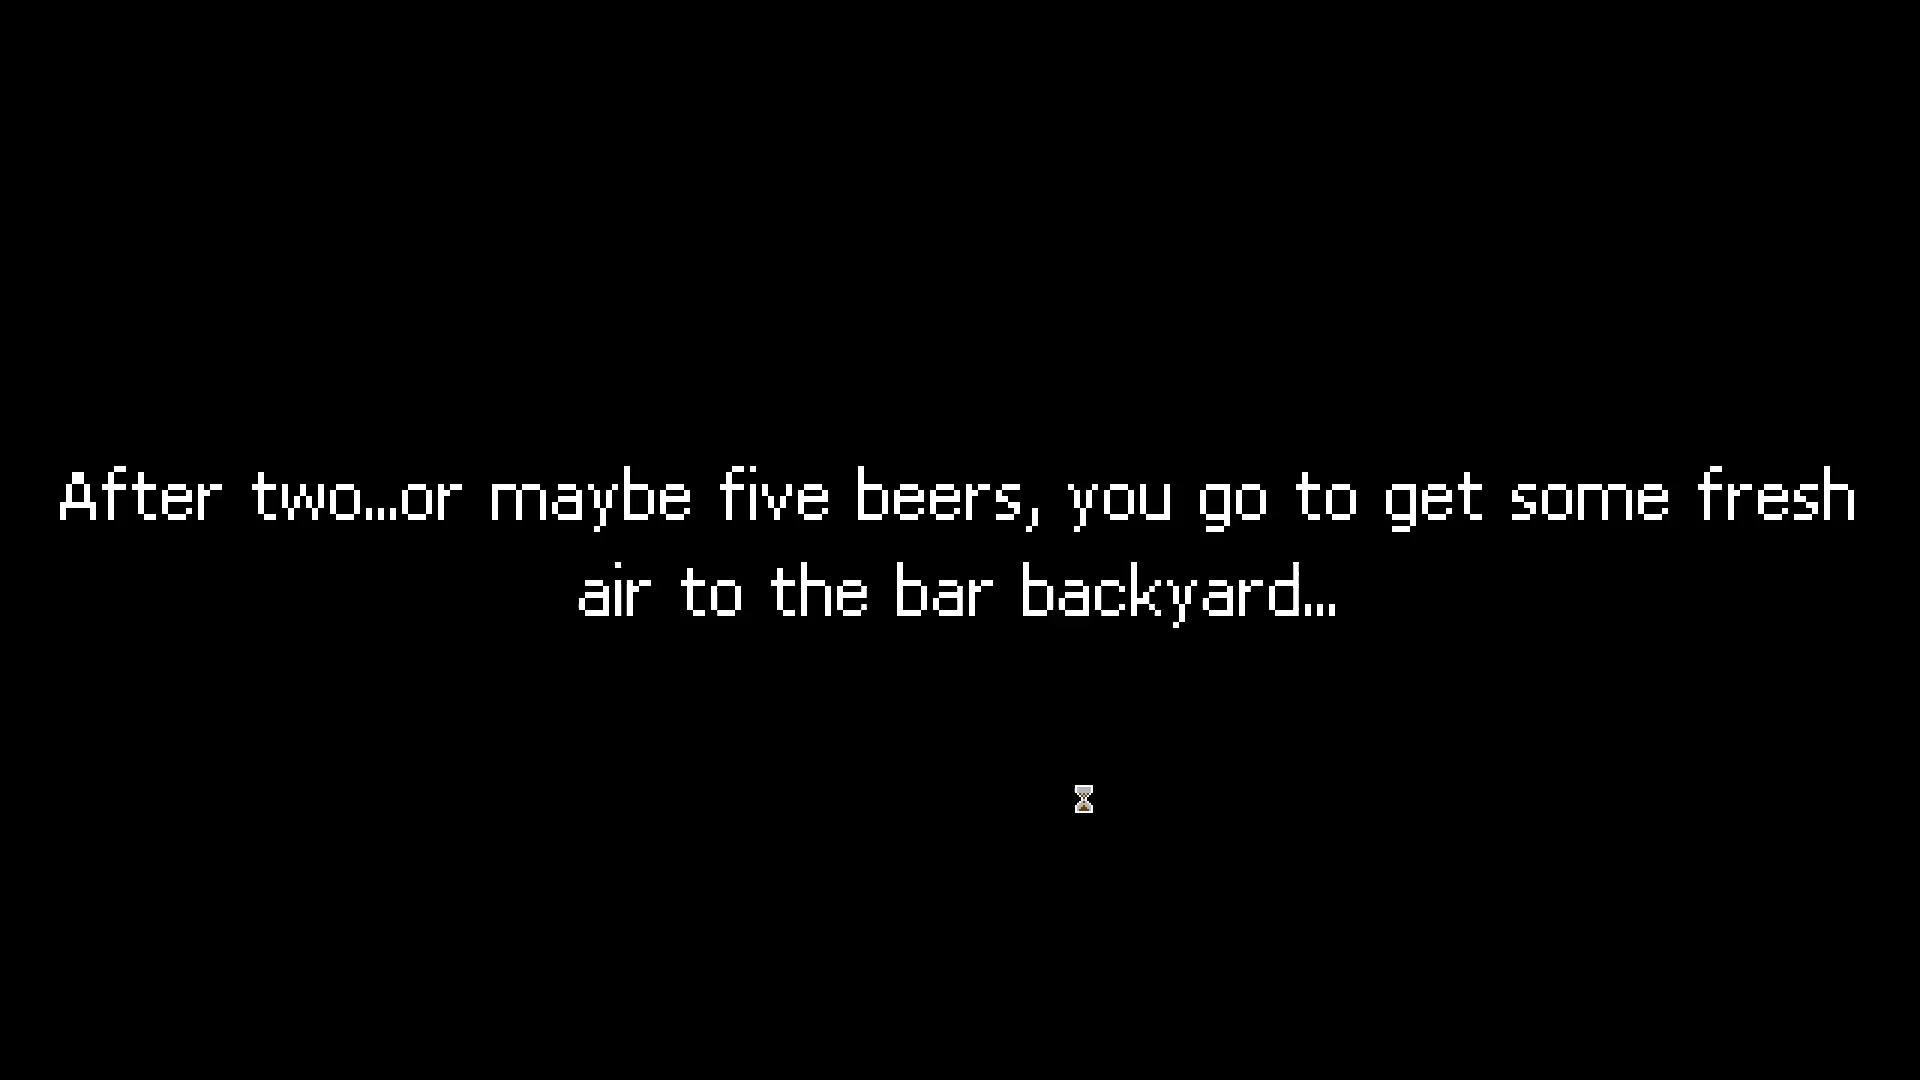 After two...or maybe five beers, you go to get some fresh
air to the bar backyard...